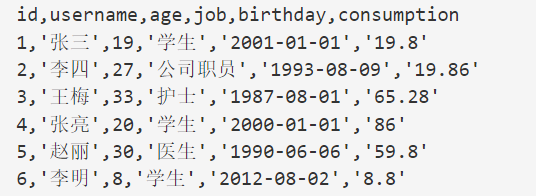 id,username,age,job,birthday,consumption
1,'张三',19,'学生','2001-01-01','19.8'
2,'李四',27,'公司职员','1993-08-09','19.86'
3,'王梅',33,'护士','1987-08-01','65.28'
4,'张亮',20,'学生','2000-01-01','86'
5,'赵丽',30,'医生','1990-06-06','59.8'
6,'李明',8,'学生','2012-08-02','8.8'